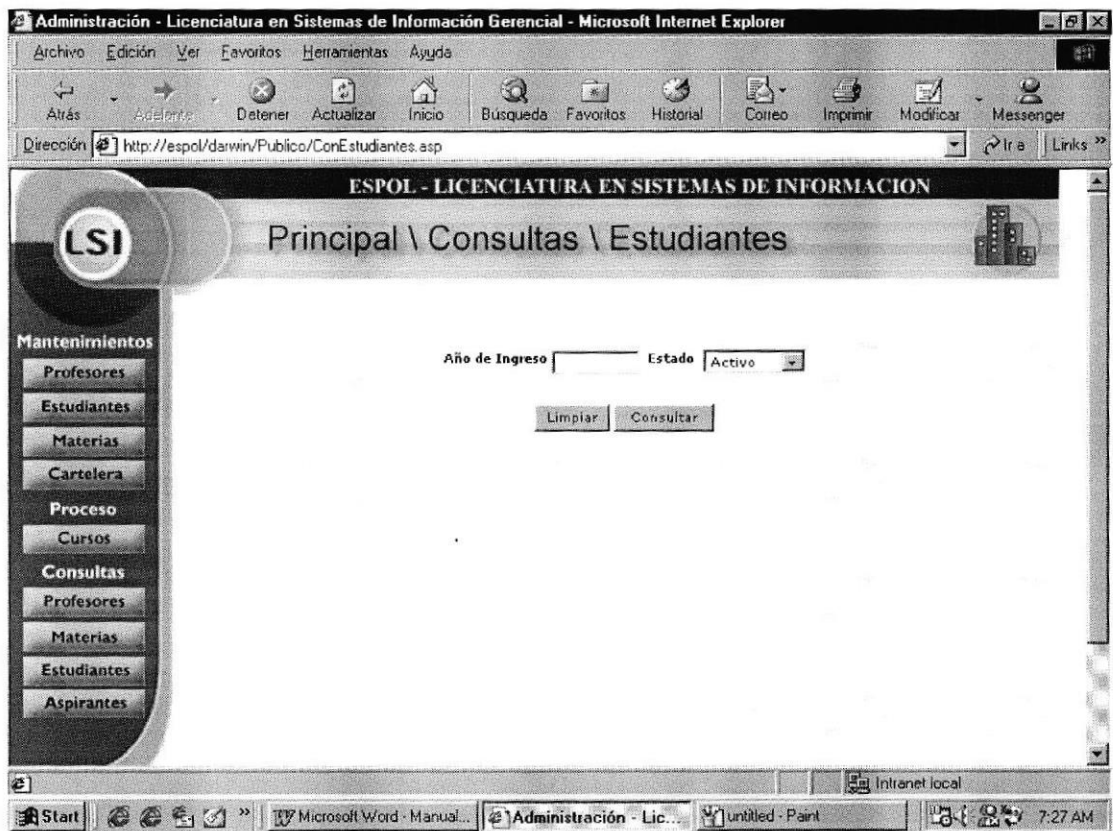 Administración - Licenciatura en Sistemas de Información Gerencial - Microsoft Internet Explorer
Archivo Edición Ver Favoritos Herramientas Ayuda
Atrás Adelante Detener Actualizar Inicio Búsqueda Favoritos Historial Correo Imprimir Modificar Messenger
Dirección http://espol/darwin/Publico/ConEstudiantes.asp Ir a Links »
ESPOL - LICENCIATURA EN SISTEMAS DE INFORMACION
LSI
Principal \ Consultas \ Estudiantes
Mantenimientos
Profesores
Estudiantes
Materias
Cartelera
Proceso
Cursos
Consultas
Profesores
Materias
Estudiantes
Aspirantes
Año de Ingreso Estado Activo
Limpiar Consultar
Intranet local
Start » Microsoft Word - Manual... Administración - Lic... untitled - Paint 7:27 AM